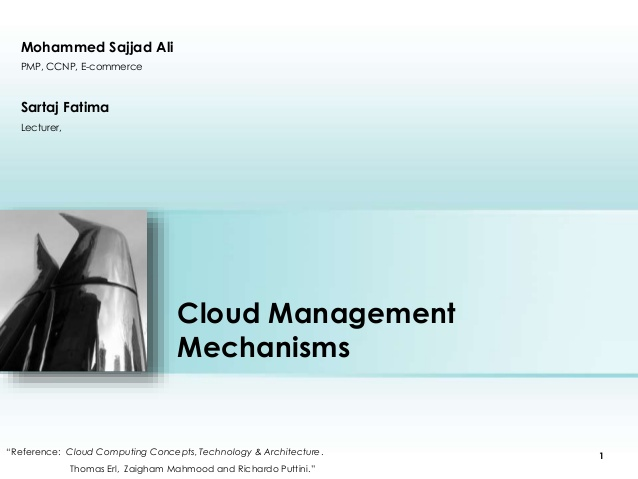 Mohammed Sajjad Ali
PMP, CCNP, E-commerce
Sartaj Fatima
Lecturer,
Cloud Management
Mechanisms
“Reference: Cloud Computing Concepts, Technology & Architecture.
Thomas Erl, Zaigham Mahmood and Richardo Puttini.”
1